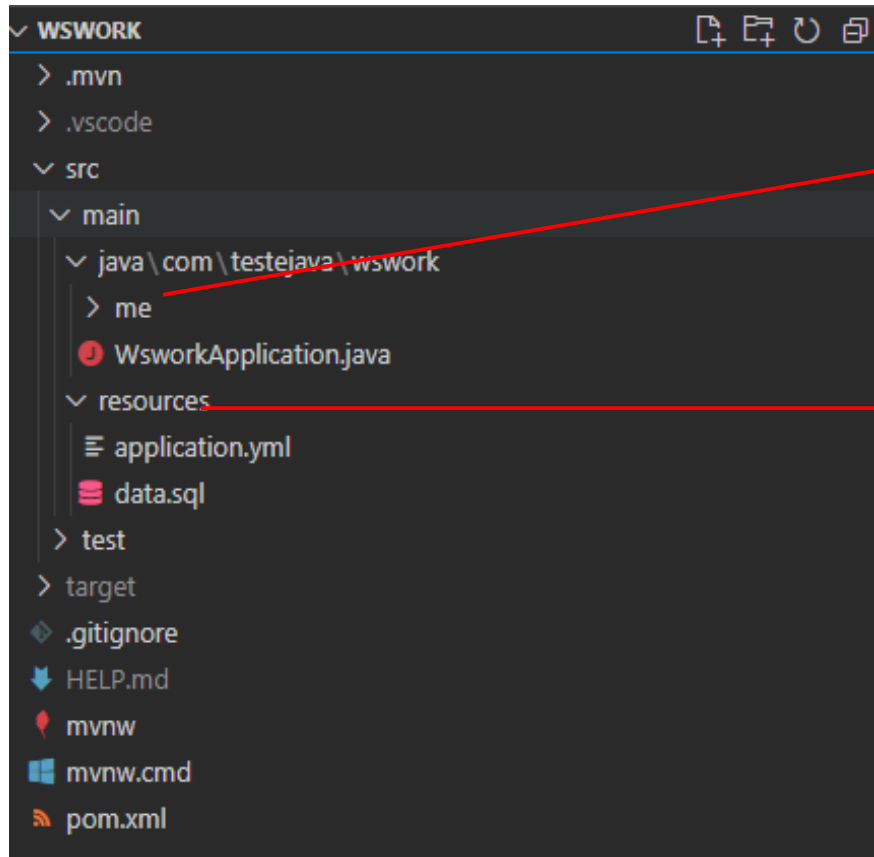 WSWORK
.mvn
.vscode
src
main
java\com\testejava\wswork
me
WsworkApplication.java
resources
application.yml
data.sql
test
target
.gitignore
HELP.md
mvnw
mvnw.cmd
pom.xml